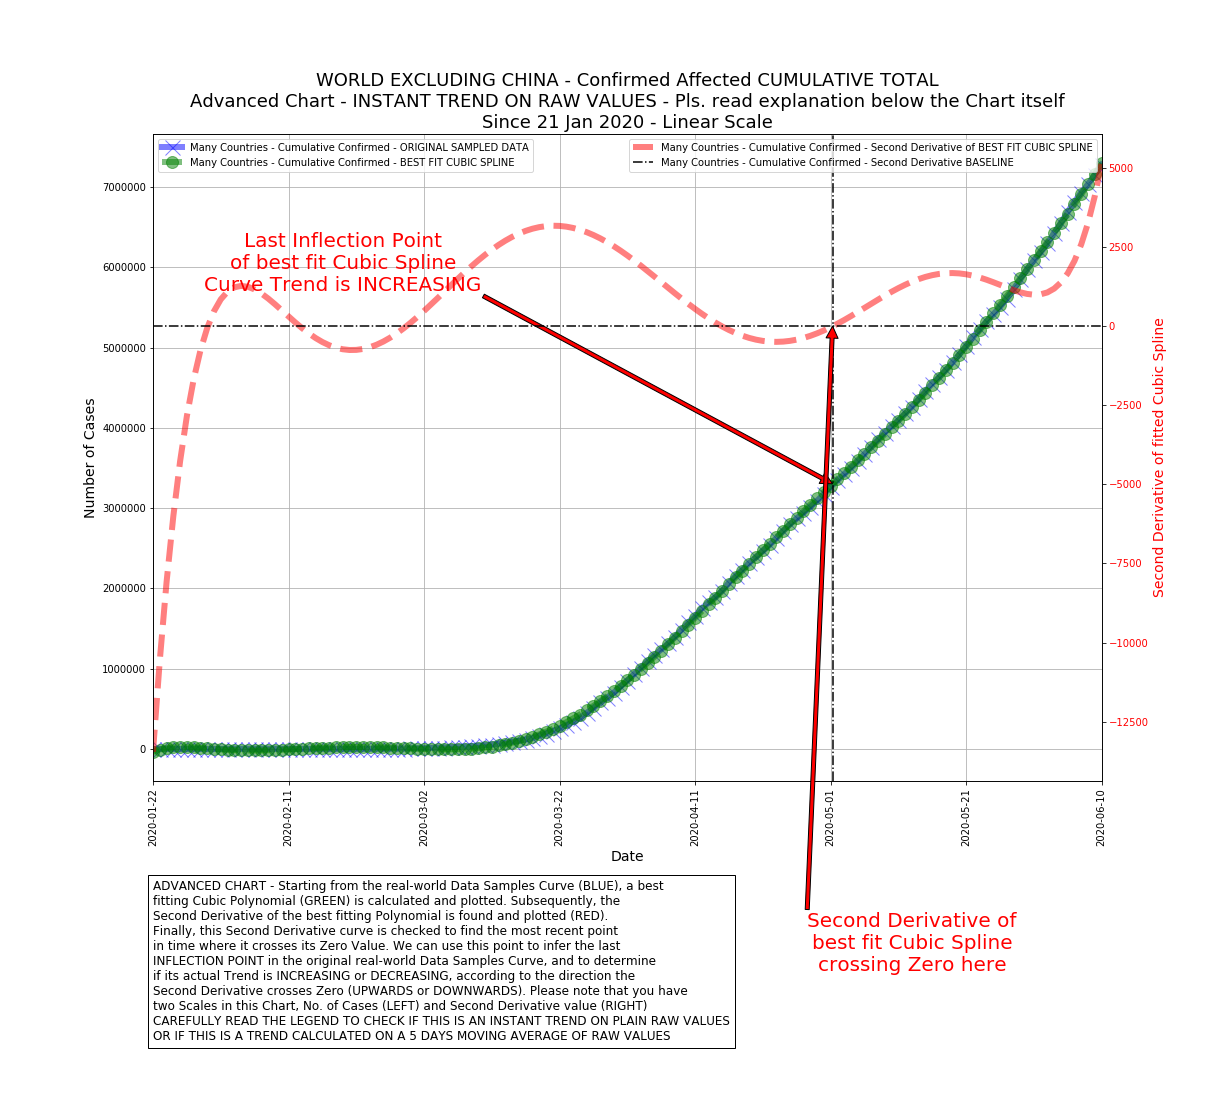 WORLD EXCLUDING CHINA - Confirmed Affected CUMULATIVE TOTAL
Advanced Chart - INSTANT TREND ON RAW VALUES - Pls. read explanation below the Chart itself
Since 21 Jan 2020 - Linear Scale
Many Countries - Cumulative Confirmed - ORIGINAL SAMPLED DATA
Many Countries - Cumulative Confirmed - BEST FIT CUBIC SPLINE
Many Countries - Cumulative Confirmed - Second Derivative of BEST FIT CUBIC SPLINE
Many Countries - Cumulative Confirmed - Second Derivative BASELINE
Last Inflection Point
of best fit Cubic Spline
Curve Trend is INCREASING
Number of Cases
7000000
6000000
5000000
4000000
3000000
2000000
1000000
0
5000
2500
0
−2500
−5000
−7500
−10000
−12500
Second Derivative of fitted Cubic Spline
2020-01-22
2020-02-11
2020-03-02
2020-03-22
2020-04-11
2020-05-01
2020-05-21
2020-06-10
Date
Second Derivative of
best fit Cubic Spline
crossing Zero here
ADVANCED CHART - Starting from the real-world Data Samples Curve (BLUE), a best
fitting Cubic Polynomial (GREEN) is calculated and plotted. Subsequently, the
Second Derivative of the best fitting Polynomial is found and plotted (RED).
Finally, this Second Derivative curve is checked to find the most recent point
in time where it crosses its Zero Value. We can use this point to infer the last
INFLECTION POINT in the original real-world Data Samples Curve, and to determine
if its actual Trend is INCREASING or DECREASING, according to the direction the
Second Derivative crosses Zero (UPWARDS or DOWNWARDS). Please note that you have
two Scales in this Chart, No. of Cases (LEFT) and Second Derivative value (RIGHT)
CAREFULLY READ THE LEGEND TO CHECK IF THIS IS AN INSTANT TREND ON PLAIN RAW VALUES
OR IF THIS IS A TREND CALCULATED ON A 5 DAYS MOVING AVERAGE OF RAW VALUES